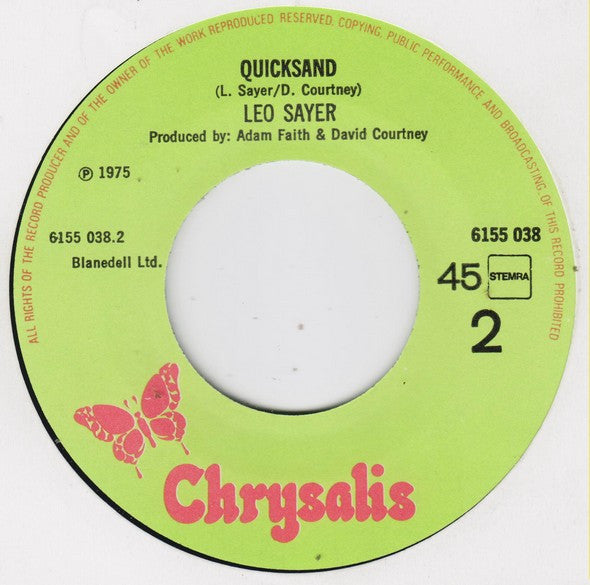 ALL RIGHTS OF THE RECORD PRODUCER AND OF THE OWNER OF THE WORK REPRODUCED RESERVED. COPYING, PUBLIC PERFORMANCE AND BROADCASTING, OF THIS RECORD PROHIBITED
QUICKSAND
(L. Sayer/D. Courtney)
LEO SAYER
Produced by: Adam Faith & David Courtney
℗ 1975
6155 038.2
6155 038
Blanedell Ltd.
45 STEMRA
2
Chrysalis